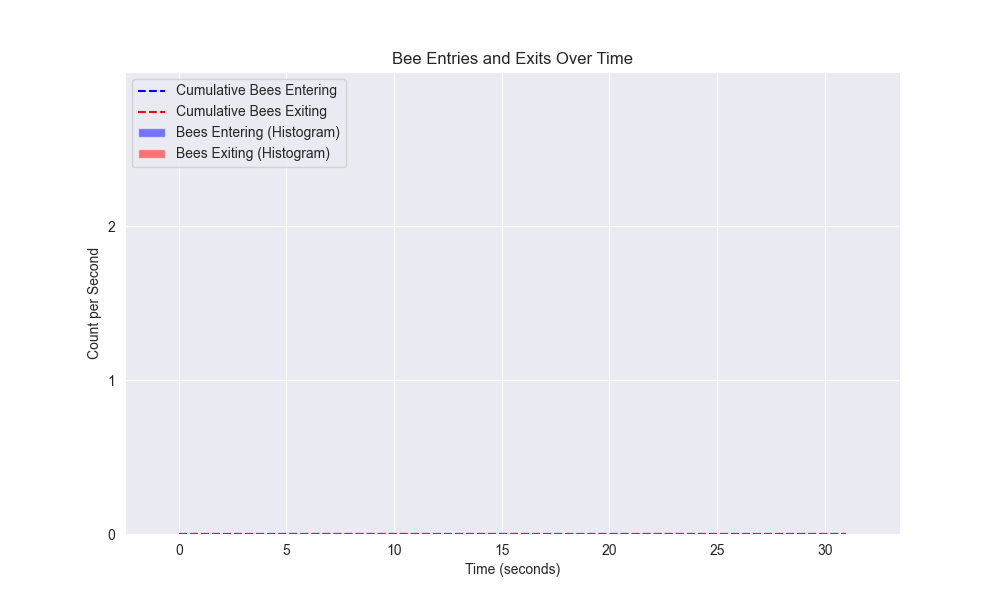 Bee Entries and Exits Over Time
Cumulative Bees Entering
Cumulative Bees Exiting
Bees Entering (Histogram)
Bees Exiting (Histogram)
Count per Second
2
1
0
0 5 10 15 20 25 30
Time (seconds)